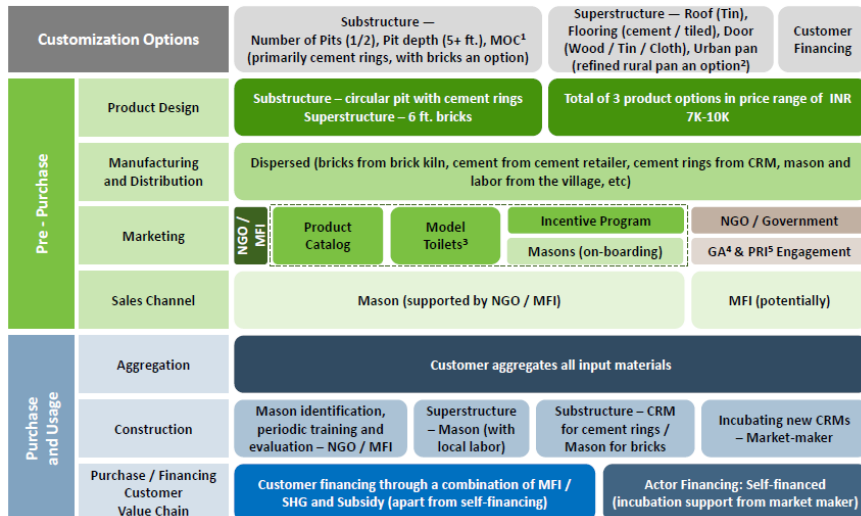 Customization Options
Substructure —
Number of Pits (1/2), Pit depth (5+ ft.), MOC¹
(primarily cement rings, with bricks an option)
Superstructure — Roof (Tin),
Flooring (cement / tiled), Door
(Wood / Tin / Cloth), Urban pan
(refined rural pan an option²)
Customer
Financing
Pre - Purchase
Product Design
Substructure – circular pit with cement rings
Superstructure – 6 ft. bricks
Total of 3 product options in price range of INR
7K-10K
Manufacturing
and Distribution
Dispersed (bricks from brick kiln, cement from cement retailer, cement rings from CRM, mason and
labor from the village, etc)
Marketing
NGO /
MFI
Product
Catalog
Model
Toilets³
Incentive Program
Masons (on-boarding)
NGO / Government
GA⁴ & PRI⁵ Engagement
Sales Channel
Mason (supported by NGO / MFI)
MFI (potentially)
Purchase
and Usage
Aggregation
Customer aggregates all input materials
Construction
Mason identification,
periodic training and
evaluation – NGO / MFI
Superstructure
– Mason (with
local labor)
Substructure – CRM
for cement rings /
Mason for bricks
Incubating new CRMs
– Market-maker
Purchase / Financing
Customer
Value Chain
Customer financing through a combination of MFI /
SHG and Subsidy (apart from self-financing)
Actor Financing: Self-financed
(incubation support from market maker)